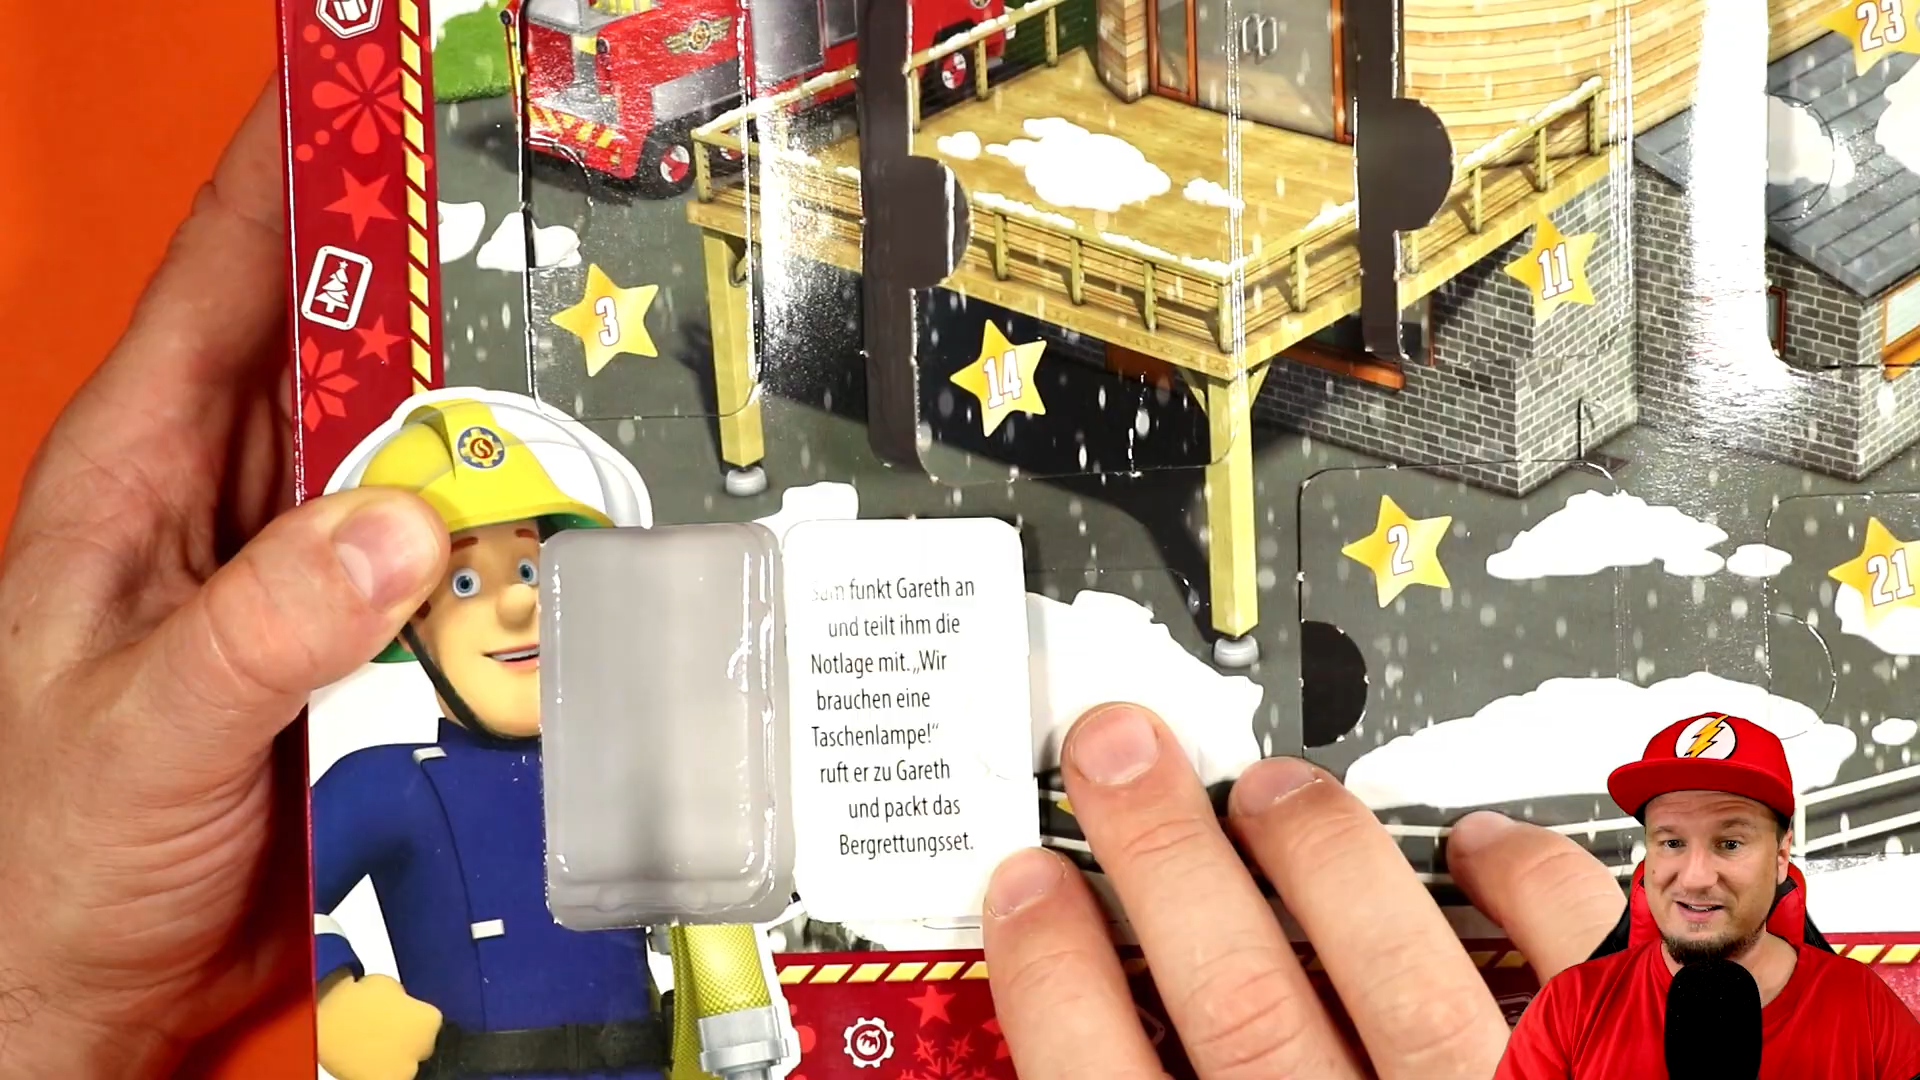 23
11
3
14
2
21
Sam funkt Gareth an
und teilt ihm die
Notlage mit. „Wir
brauchen eine
Taschenlampe!“
ruft er zu Gareth
und packt das
Bergrettungsset.